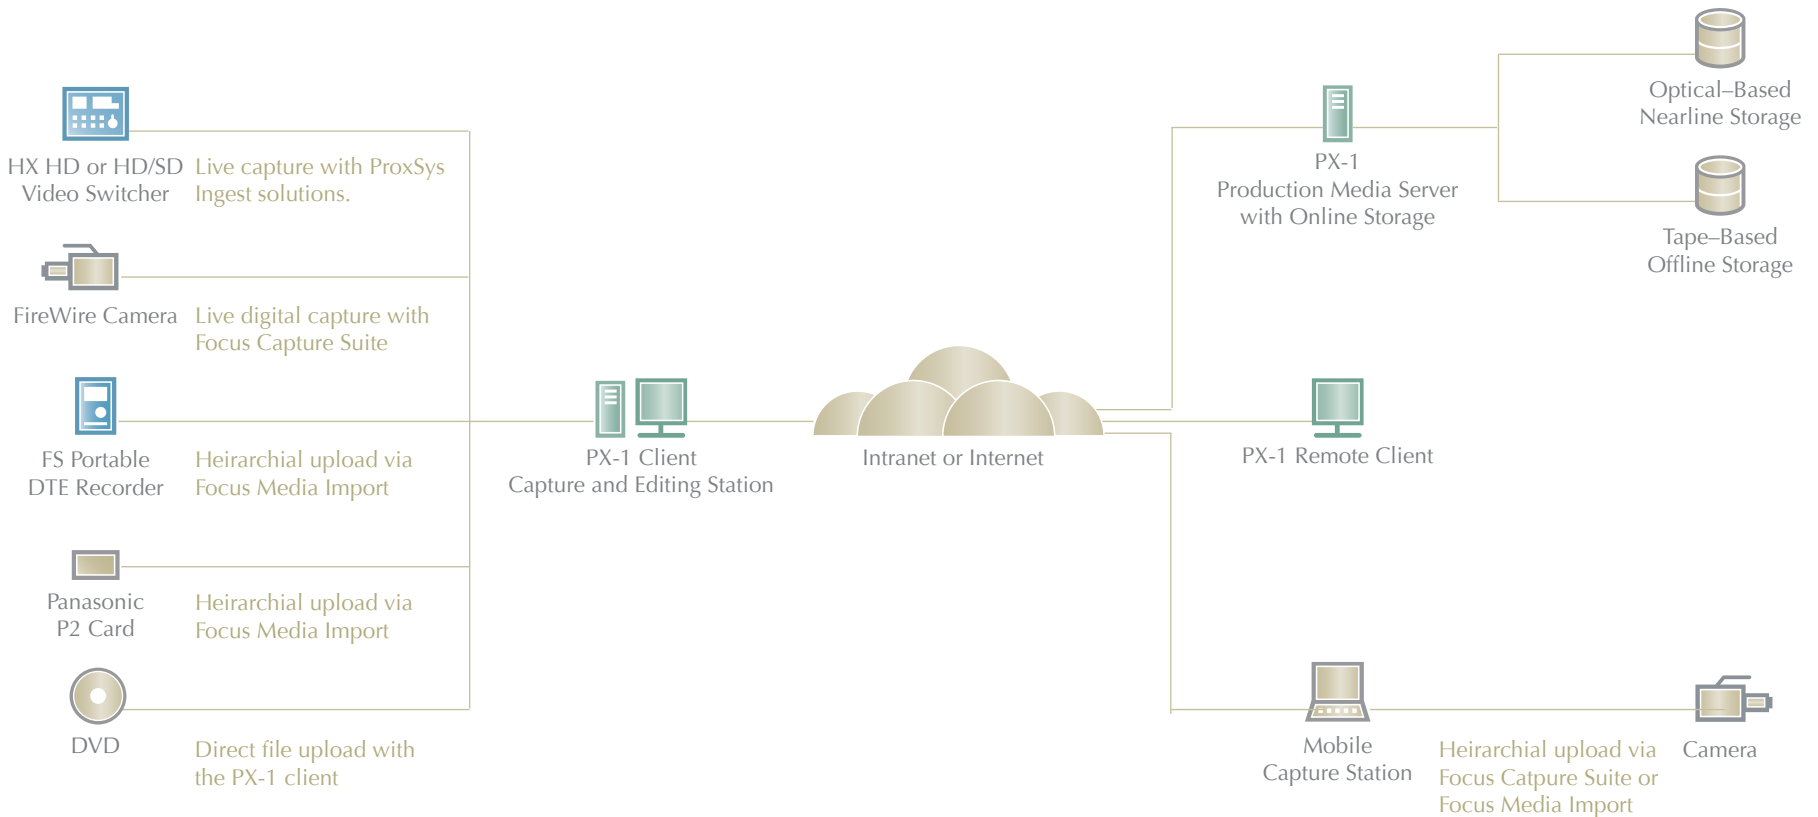 HX HD or HD/SD
Video Switcher
Live capture with ProxSys
Ingest solutions.
FireWire Camera
Live digital capture with
Focus Capture Suite
FS Portable
DTE Recorder
Heirarchial upload via
Focus Media Import
Panasonic
P2 Card
Heirarchial upload via
Focus Media Import
DVD
Direct file upload with
the PX-1 client
PX-1 Client
Capture and Editing Station
Intranet or Internet
PX-1
Production Media Server
with Online Storage
Optical–Based
Nearline Storage
Tape–Based
Offline Storage
PX-1 Remote Client
Mobile
Capture Station
Heirarchial upload via
Focus Catpure Suite or
Focus Media Import
Camera